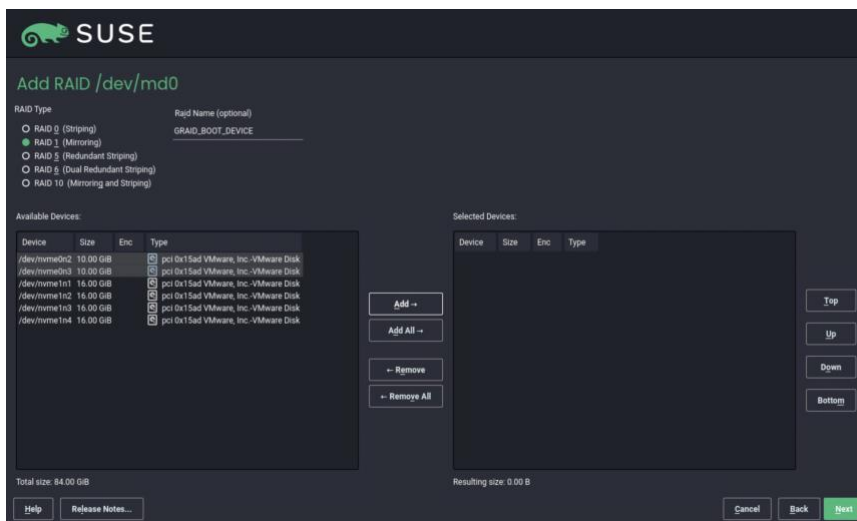 SUSE
Add RAID /dev/md0
RAID Type
RAID 0 (Striping)
RAID 1 (Mirroring)
RAID 5 (Redundant Striping)
RAID 6 (Dual Redundant Striping)
RAID 10 (Mirroring and Striping)
Raid Name (optional)
GRAID_BOOT_DEVICE
Available Devices:
Device Size Enc Type
/dev/nvme0n2 10.00 GiB pci 0x15ad VMware, Inc.-VMware Disk
/dev/nvme0n3 10.00 GiB pci 0x15ad VMware, Inc.-VMware Disk
/dev/nvme1n1 16.00 GiB pci 0x15ad VMware, Inc.-VMware Disk
/dev/nvme1n2 16.00 GiB pci 0x15ad VMware, Inc.-VMware Disk
/dev/nvme1n3 16.00 GiB pci 0x15ad VMware, Inc.-VMware Disk
/dev/nvme1n4 16.00 GiB pci 0x15ad VMware, Inc.-VMware Disk
Total size: 84.00 GiB
Add →
Add All →
← Remove
← Remove All
Selected Devices:
Device Size Enc Type
Resulting size: 0.00 B
Top
Up
Down
Bottom
Help
Release Notes...
Cancel
Back
Next